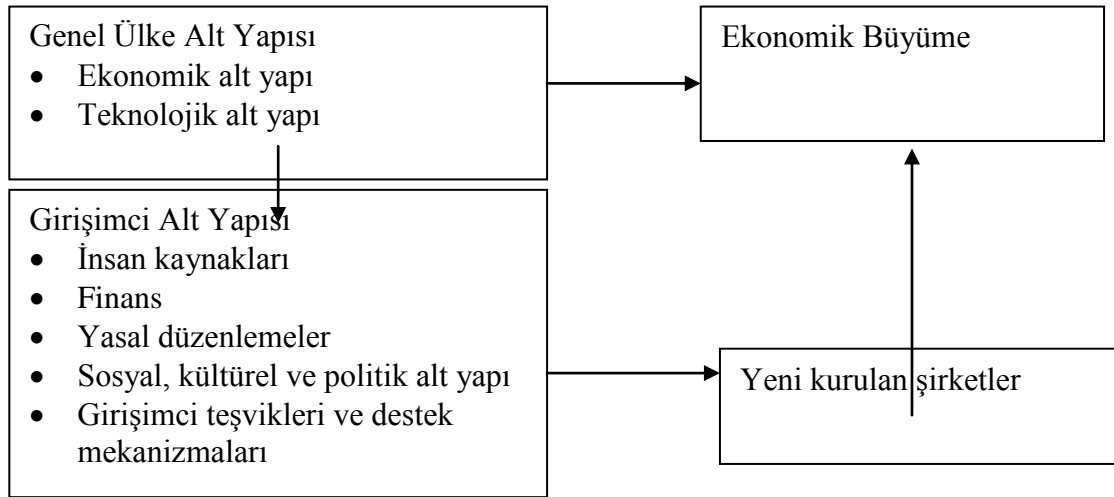 Genel Ülke Alt Yapısı
• Ekonomik alt yapı
• Teknolojik alt yapı
Ekonomik Büyüme
Girişimci Alt Yapısı
• İnsan kaynakları
• Finans
• Yasal düzenlemeler
• Sosyal, kültürel ve politik alt yapı
• Girişimci teşvikleri ve destek
mekanizmaları
Yeni kurulan şirketler